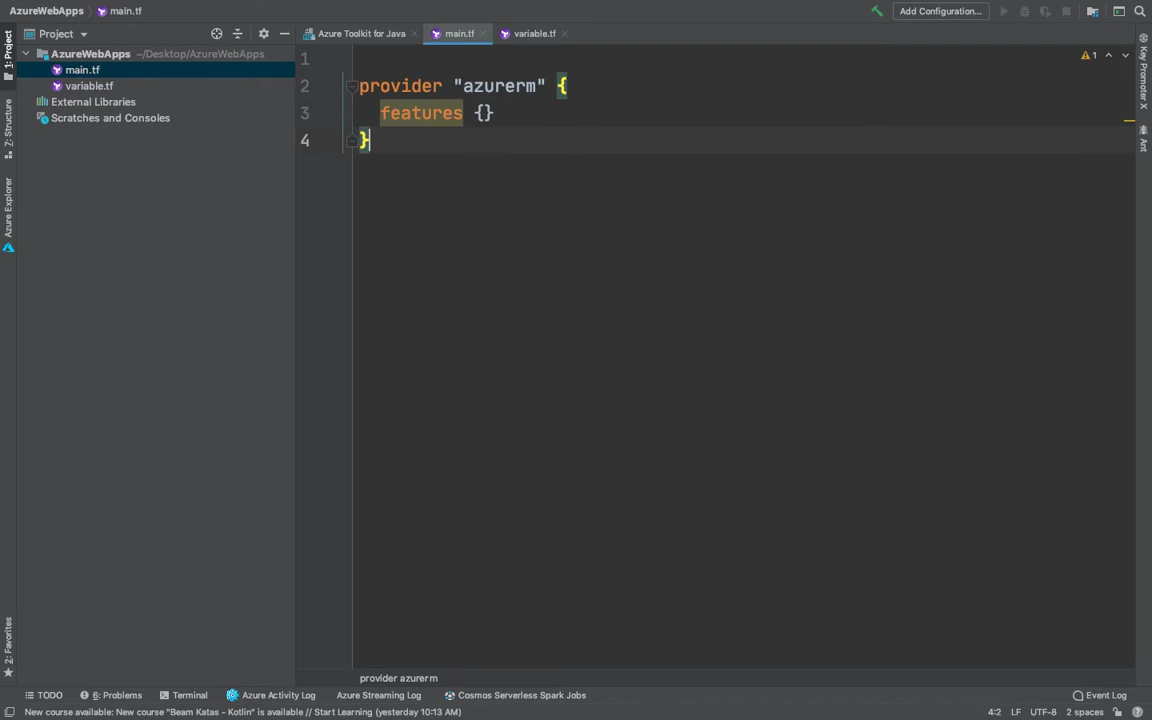 AzureWebApps
main.tf
Add Configuration...
1: Project
Z: Structure
Azure Explorer
2: Favorites
Project
AzureWebApps ~/Desktop/AzureWebApps
main.tf
variable.tf
External Libraries
Scratches and Consoles
Azure Toolkit for Java
main.tf
variable.tf
1
1
2 provider "azurerm" {
3 features {}
4 }
Key Promoter X
Ant
provider azurerm
TODO
6: Problems
Terminal
Azure Activity Log
Azure Streaming Log
Cosmos Serverless Spark Jobs
Event Log
New course available: New course "Beam Katas - Kotlin" is available // Start Learning (yesterday 10:13 AM)
4:2 LF UTF-8 2 spaces